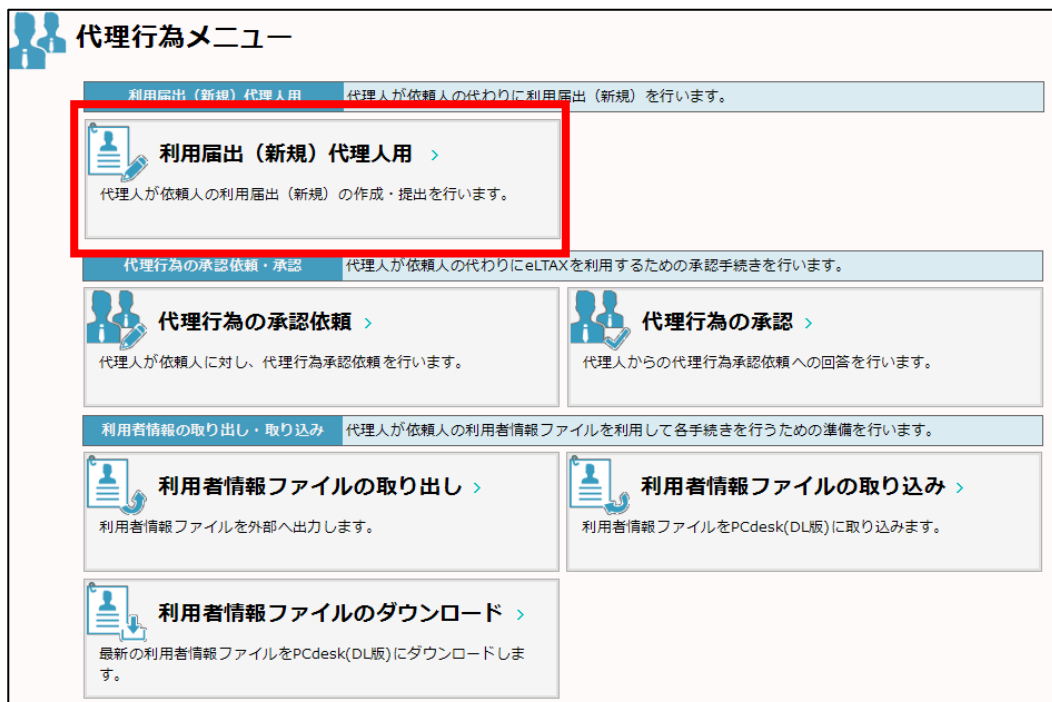 代理行為メニュー
利用届出（新規）代理人用
代理人が依頼人の代わりに利用届出（新規）を行います。
利用届出（新規）代理人用
代理人が依頼人の利用届出（新規）の作成・提出を行います。
代理行為の承認依頼・承認
代理人が依頼人の代わりにeLTAXを利用するための承認手続きを行います。
代理行為の承認依頼
代理人が依頼人に対し、代理行為承認依頼を行います。
代理行為の承認
代理人からの代理行為承認依頼への回答を行います。
利用者情報の取り出し・取り込み
代理人が依頼人の利用者情報ファイルを利用して各手続きを行うための準備を行います。
利用者情報ファイルの取り出し
利用者情報ファイルを外部へ出力します。
利用者情報ファイルの取り込み
利用者情報ファイルをPCdesk(DL版)に取り込みます。
利用者情報ファイルのダウンロード
最新の利用者情報ファイルをPCdesk(DL版)にダウンロードしま
す。